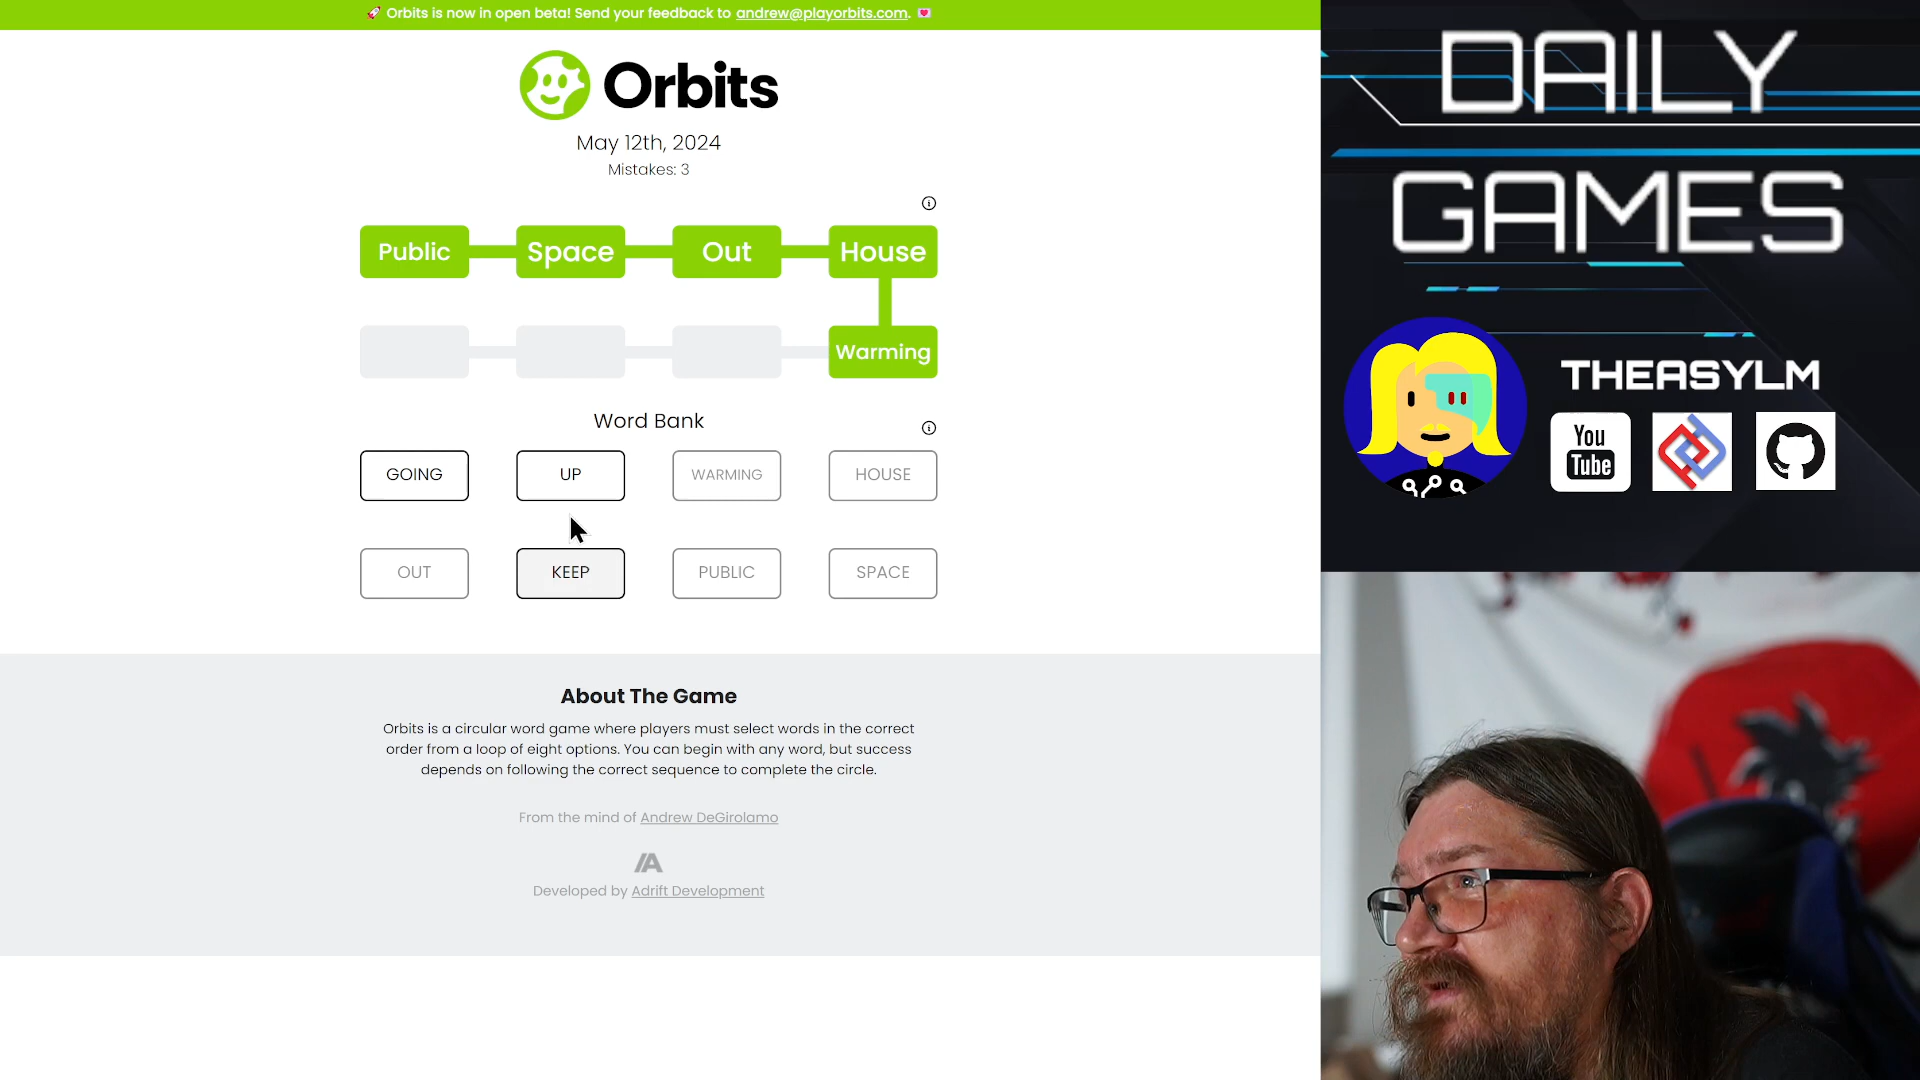 🚀 Orbits is now in open beta! Send your feedback to andrew@playorbits.com. 💌
Orbits
May 12th, 2024
Mistakes: 3
Public Space Out House
Warming
Word Bank
GOING UP WARMING HOUSE
OUT KEEP PUBLIC SPACE
About The Game
Orbits is a circular word game where players must select words in the correct
order from a loop of eight options. You can begin with any word, but success
depends on following the correct sequence to complete the circle.
From the mind of Andrew DeGirolamo
Developed by Adrift Development
DAILY
GAMES
THEASYLM
You
Tube